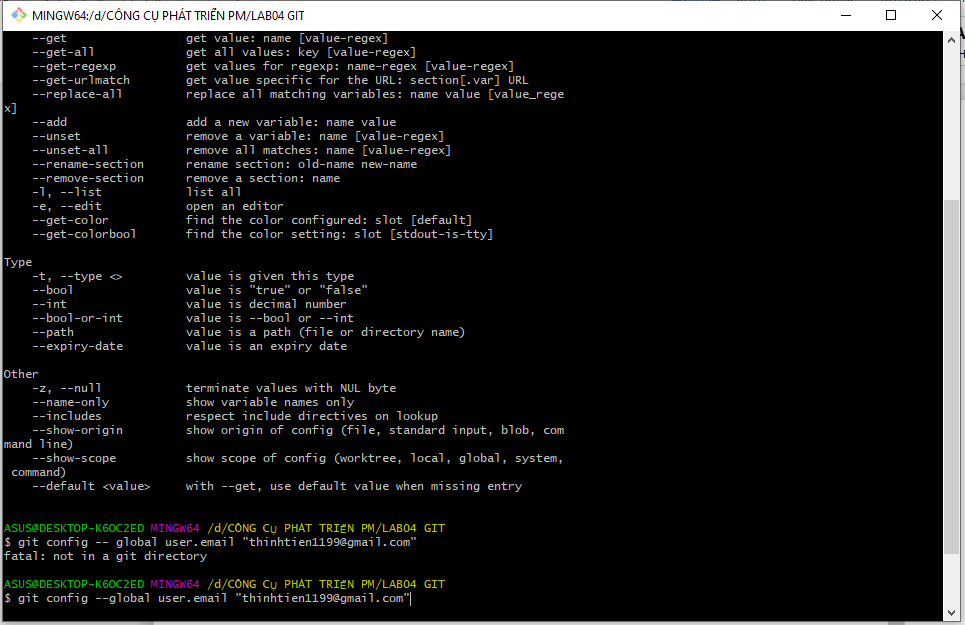 MINGW64:/d/CÔNG CỤ PHÁT TRIỂN PM/LAB04 GIT
--get get value: name [value-regex]
--get-all get all values: key [value-regex]
--get-regexp get values for regexp: name-regex [value-regex]
--get-urlmatch get value specific for the URL: section[.var] URL
--replace-all replace all matching variables: name value [value_rege
x]
--add add a new variable: name value
--unset remove a variable: name [value-regex]
--unset-all remove all matches: name [value-regex]
--rename-section rename section: old-name new-name
--remove-section remove a section: name
-l, --list list all
-e, --edit open an editor
--get-color find the color configured: slot [default]
--get-colorbool find the color setting: slot [stdout-is-tty]
Type
-t, --type <> value is given this type
--bool value is "true" or "false"
--int value is decimal number
--bool-or-int value is --bool or --int
--path value is a path (file or directory name)
--expiry-date value is an expiry date
Other
-z, --null terminate values with NUL byte
--name-only show variable names only
--includes respect include directives on lookup
--show-origin show origin of config (file, standard input, blob, com
mand line)
--show-scope show scope of config (worktree, local, global, system,
command)
--default <value> with --get, use default value when missing entry
ASUS@DESKTOP-K6OC2ED MINGW64 /d/CÔNG CỤ PHÁT TRIỂN PM/LAB04 GIT
$ git config -- global user.email "thinhtien1199@gmail.com"
fatal: not in a git directory
ASUS@DESKTOP-K6OC2ED MINGW64 /d/CÔNG CỤ PHÁT TRIỂN PM/LAB04 GIT
$ git config --global user.email "thinhtien1199@gmail.com"